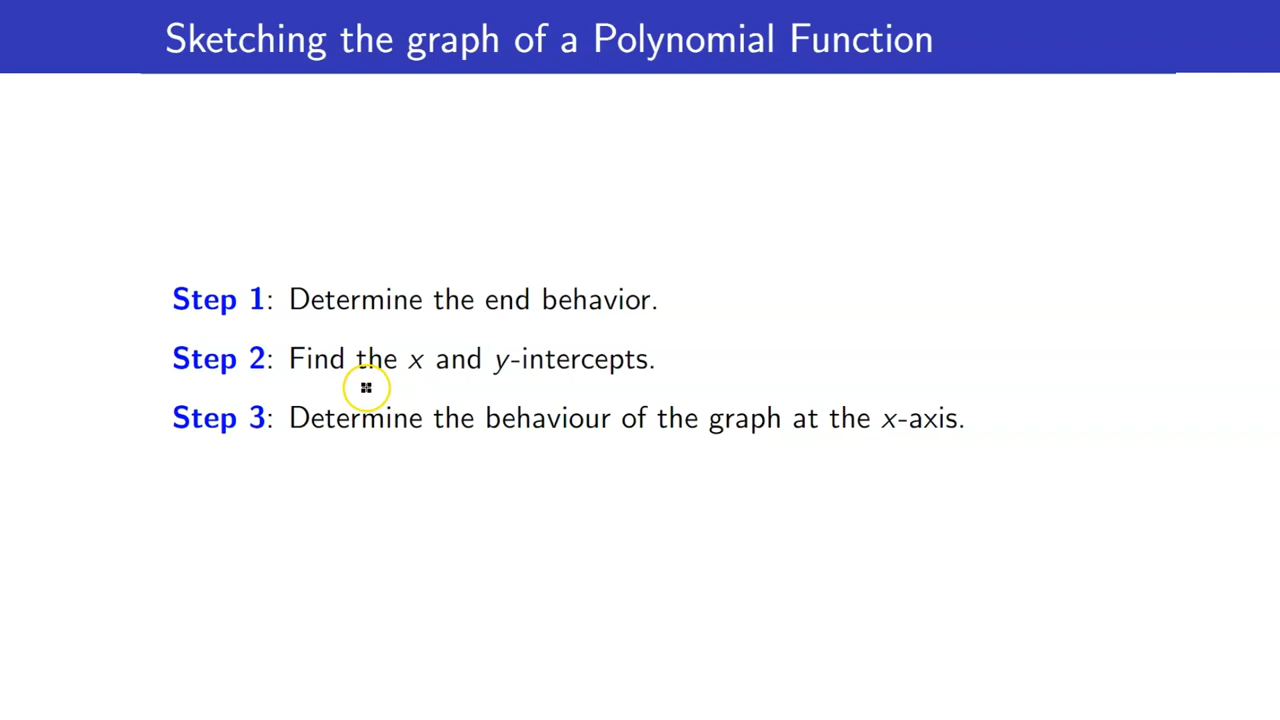 Sketching the graph of a Polynomial Function
Step 1: Determine the end behavior.
Step 2: Find the x and y-intercepts.
Step 3: Determine the behaviour of the graph at the x-axis.